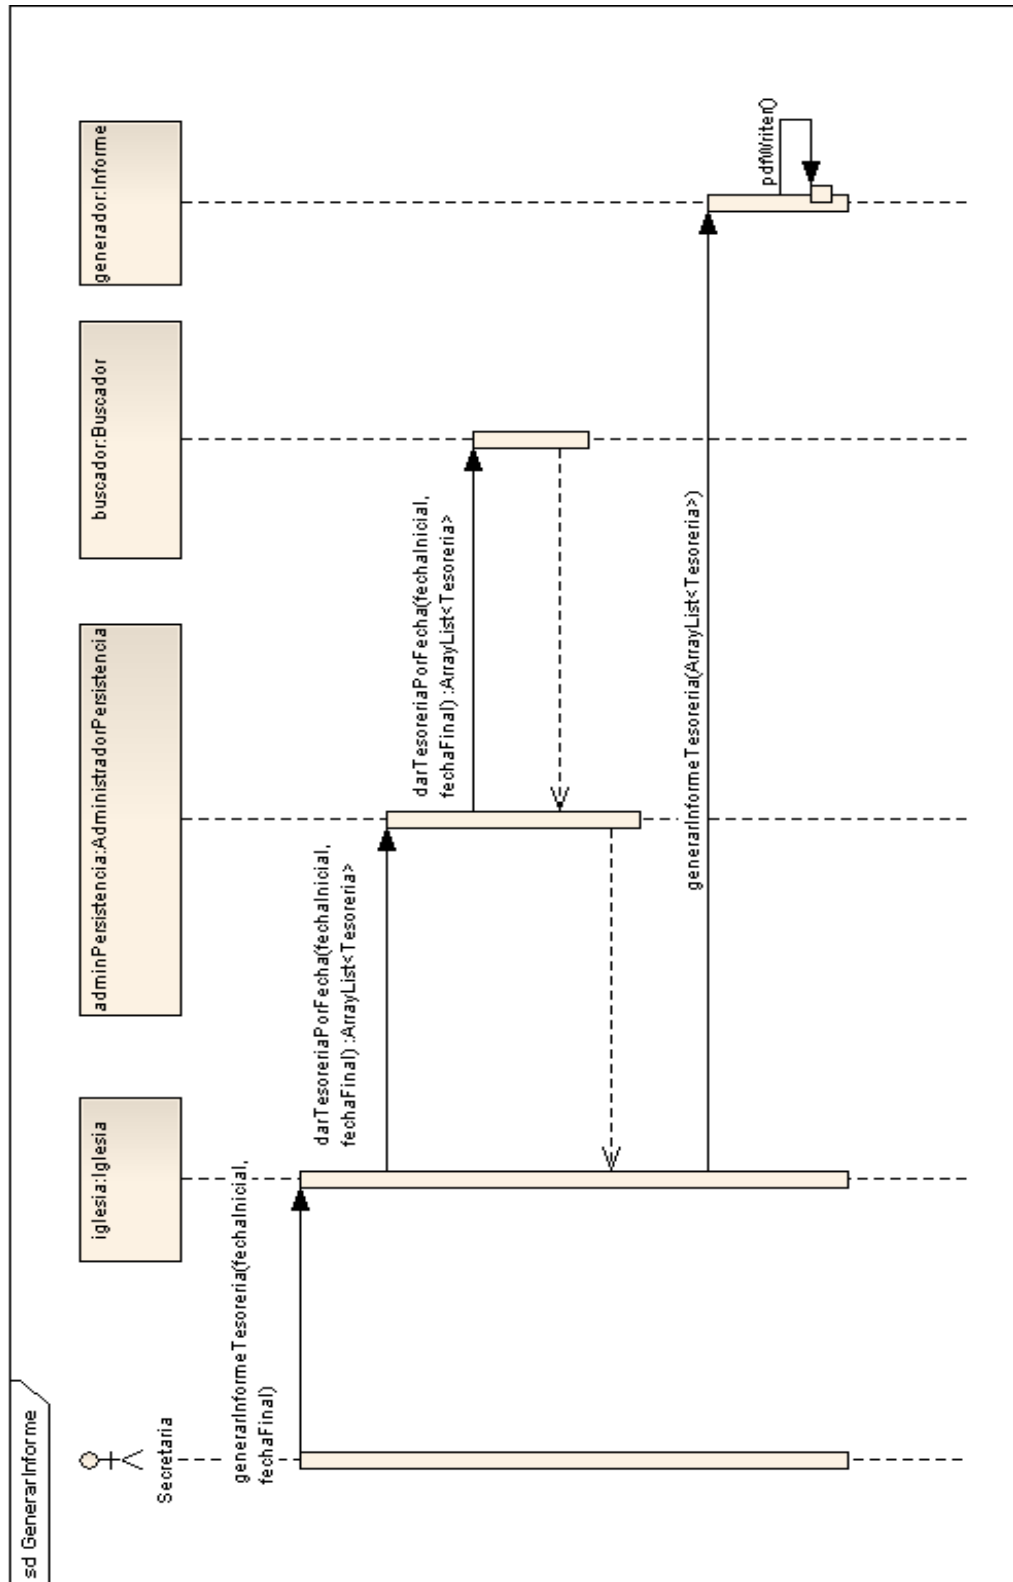 sd GenerarInforme
Secretaria
iglesia:Iglesia
adminPersistencia:AdministradorPersistencia
buscador:Buscador
generador:Informe
generarInformeTesoreria(fechaInicial,
fechaFinal)
darTesoreriaPorFecha(fechaInicial,
fechaFinal) :ArrayList<Tesoreria>
darTesoreriaPorFecha(fechaInicial,
fechaFinal) :ArrayList<Tesoreria>
generarInformeTesoreria(ArrayList<Tesoreria>)
pdfWriter()